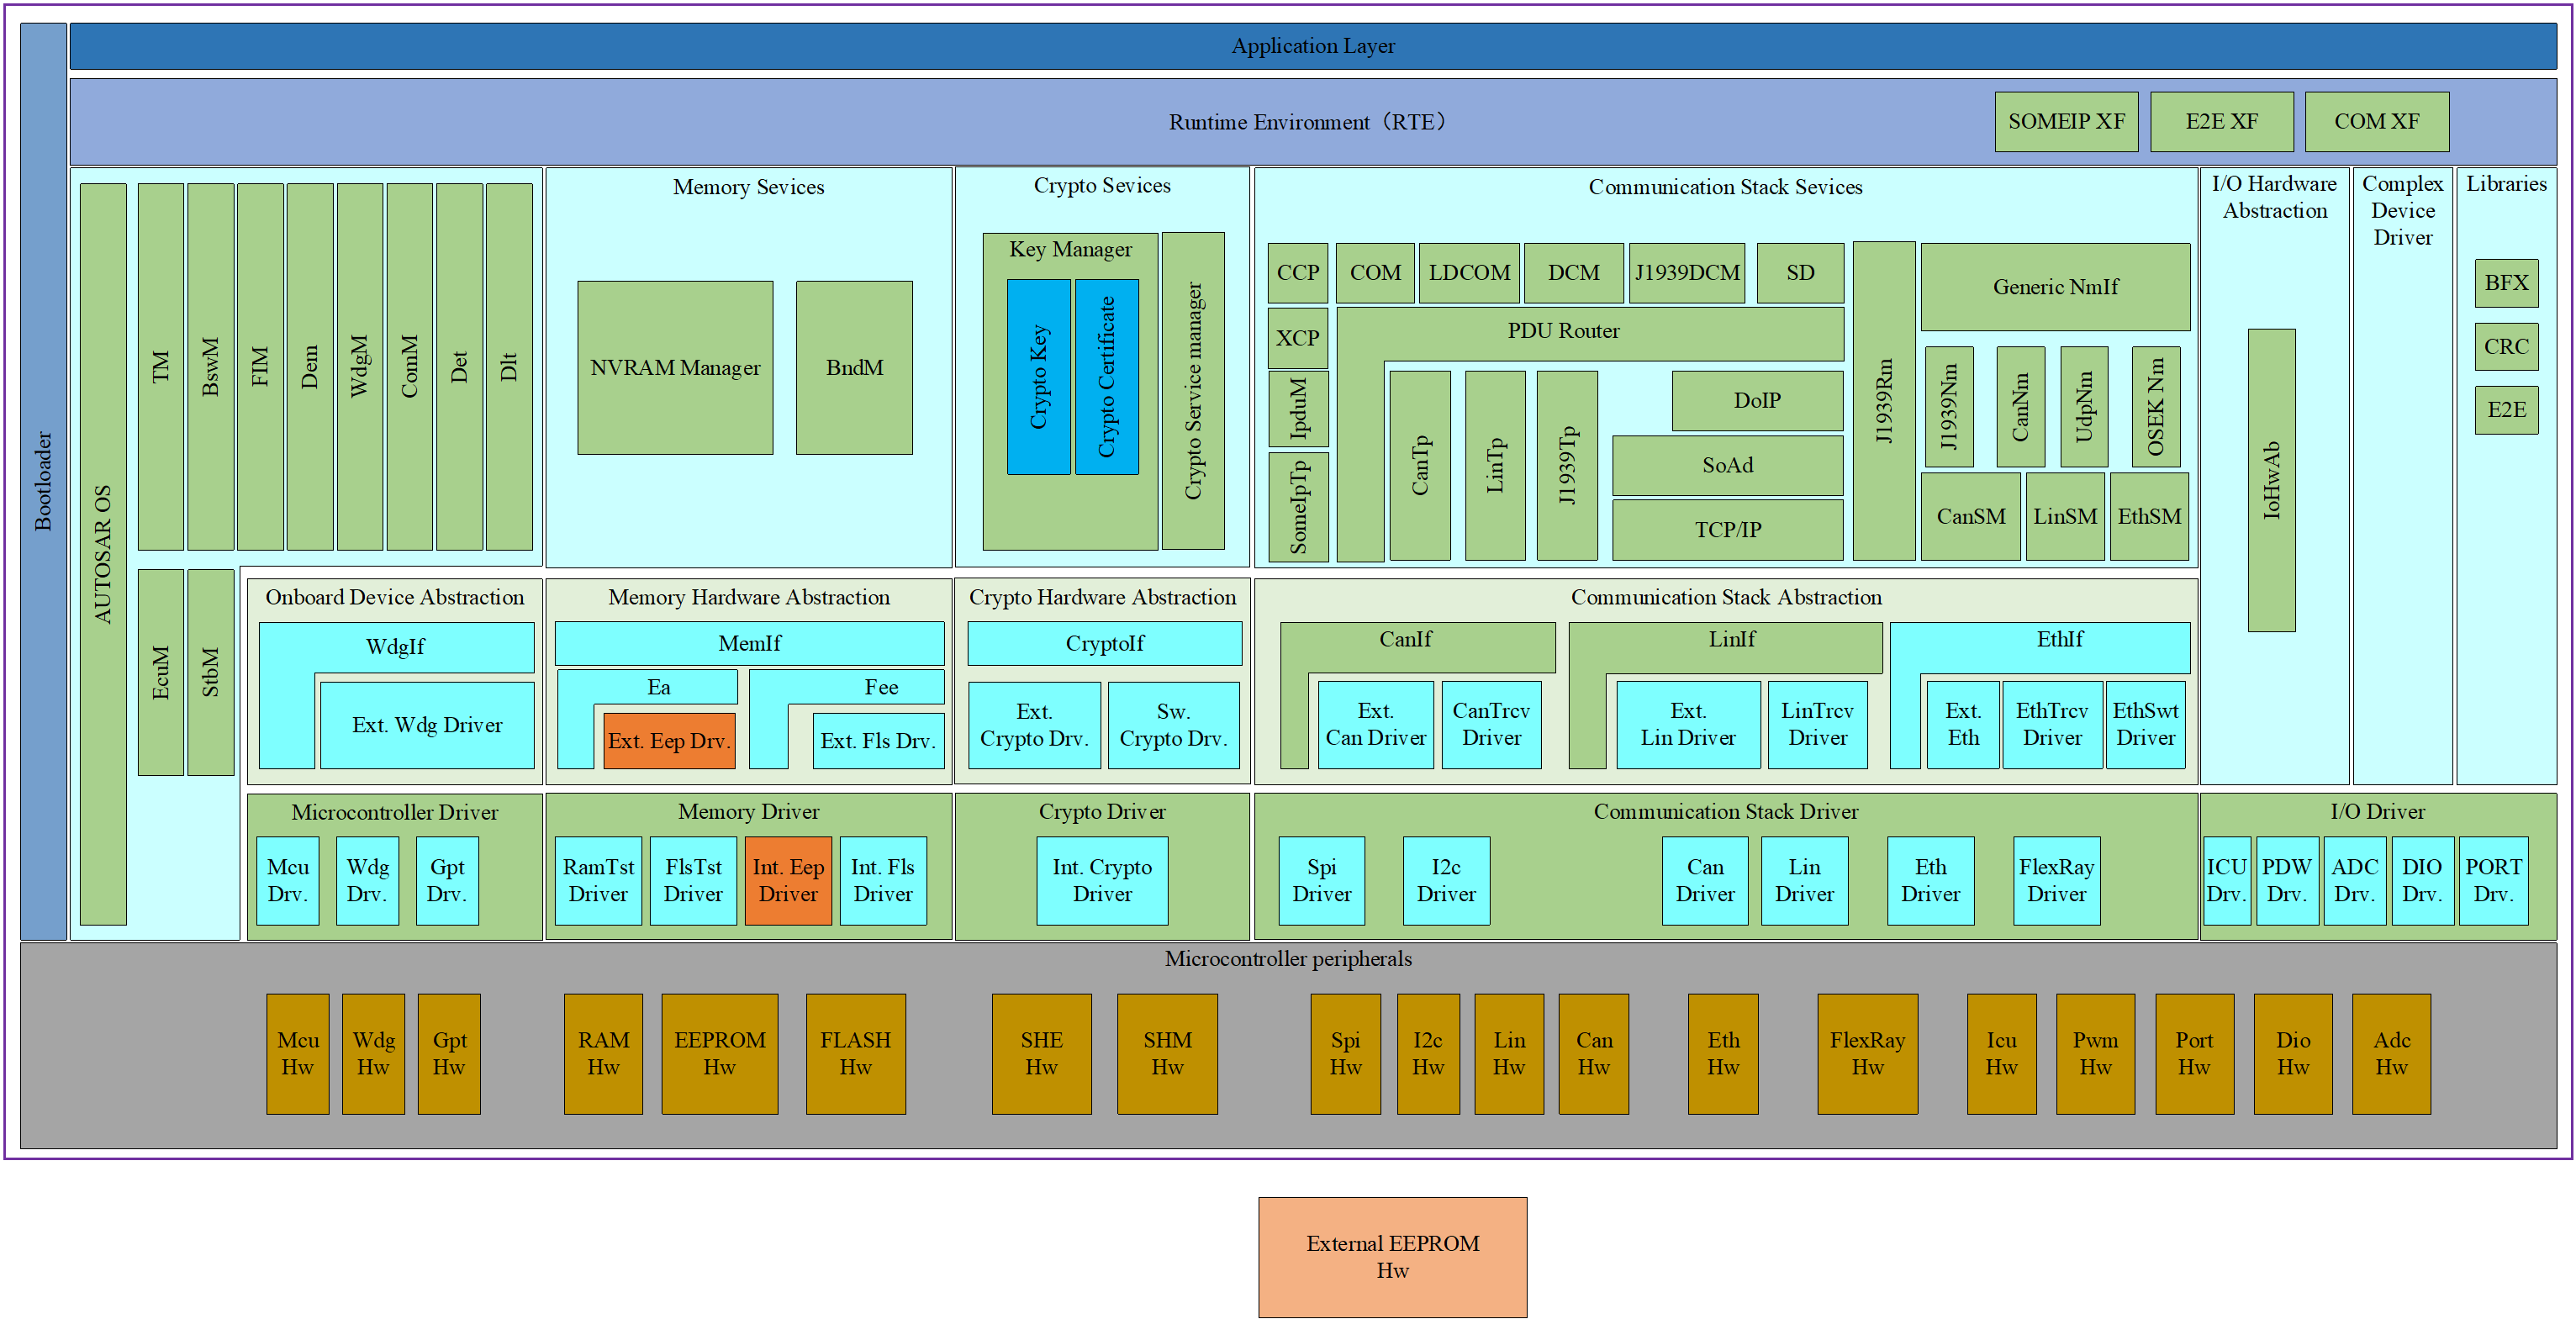 Application Layer
Runtime Environment（RTE）
SOMEIP XF
E2E XF
COM XF
Bootloader
AUTOSAR OS
TM
BswM
FIM
Dem
WdgM
ComM
Det
Dlt
EcuM
StbM
Memory Sevices
NVRAM Manager
BndM
Crypto Sevices
Key Manager
Crypto Key
Crypto Certificate
Crypto Service manager
Communication Stack Sevices
CCP
COM
LDCOM
DCM
J1939DCM
SD
XCP
PDU Router
IpduM
SomeIpTp
CanTp
LinTp
J1939Tp
DoIP
SoAd
TCP/IP
J1939Rm
Generic NmIf
J1939Nm
CanNm
UdpNm
OSEK Nm
CanSM
LinSM
EthSM
I/O Hardware
Abstraction
IoHwAb
Complex
Device
Driver
Libraries
BFX
CRC
E2E
Onboard Device Abstraction
WdgIf
Ext. Wdg Driver
Memory Hardware Abstraction
MemIf
Ea
Fee
Ext. Eep Drv.
Ext. Fls Drv.
Crypto Hardware Abstraction
CryptoIf
Ext.
Crypto Drv.
Sw.
Crypto Drv.
Communication Stack Abstraction
CanIf
Ext.
Can Driver
CanTrcv
Driver
LinIf
Ext.
Lin Driver
LinTrcv
Driver
EthIf
Ext.
Eth
EthTrcv
Driver
EthSwt
Driver
Microcontroller Driver
Mcu
Drv.
Wdg
Drv.
Gpt
Drv.
Memory Driver
RamTst
Driver
FlsTst
Driver
Int. Eep
Driver
Int. Fls
Driver
Crypto Driver
Int. Crypto
Driver
Communication Stack Driver
Spi
Driver
I2c
Driver
Can
Driver
Lin
Driver
Eth
Driver
FlexRay
Driver
I/O Driver
ICU
Drv.
PDW
Drv.
ADC
Drv.
DIO
Drv.
PORT
Drv.
Microcontroller peripherals
Mcu
Hw
Wdg
Hw
Gpt
Hw
RAM
Hw
EEPROM
Hw
FLASH
Hw
SHE
Hw
SHM
Hw
Spi
Hw
I2c
Hw
Lin
Hw
Can
Hw
Eth
Hw
FlexRay
Hw
Icu
Hw
Pwm
Hw
Port
Hw
Dio
Hw
Adc
Hw
External EEPROM
Hw